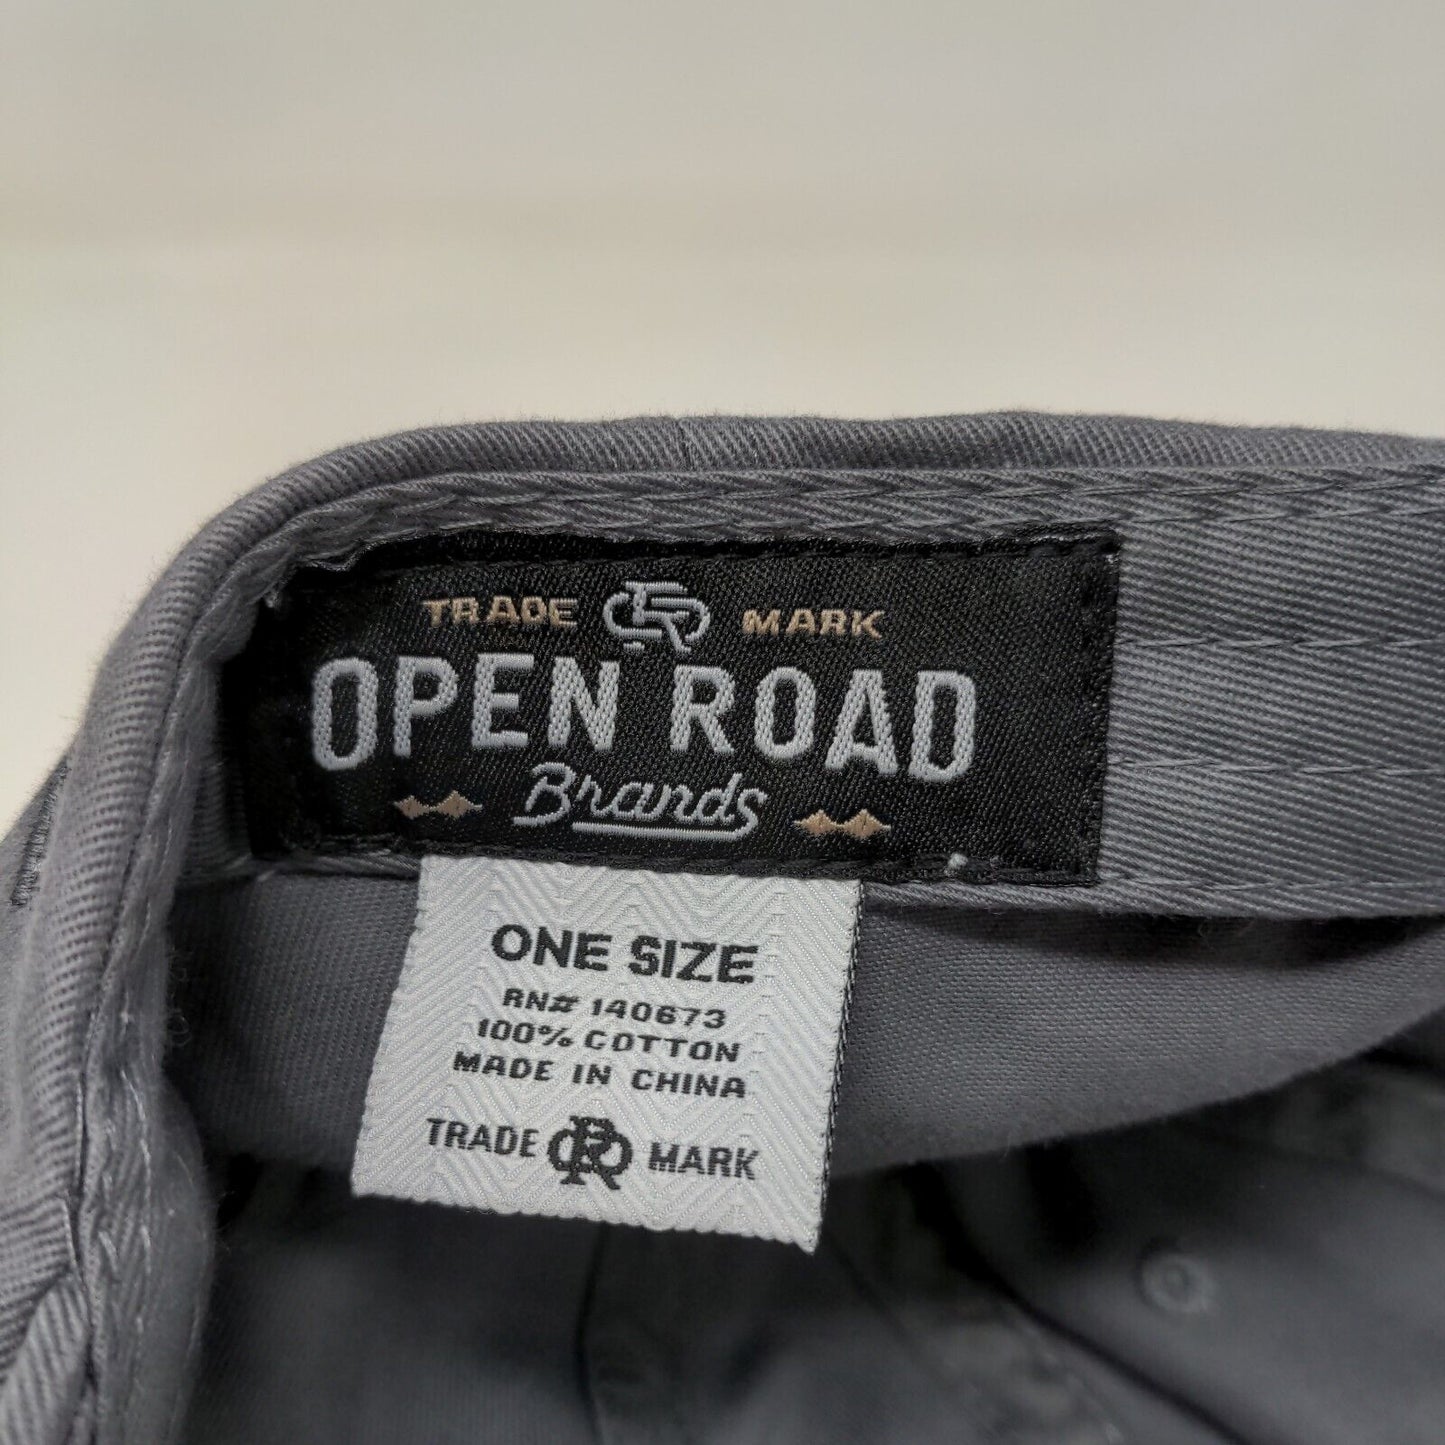 TRADE MARK
OPEN ROAD
Brands
ONE SIZE
RN# 140673
100% COTTON
MADE IN CHINA
TRADE MARK